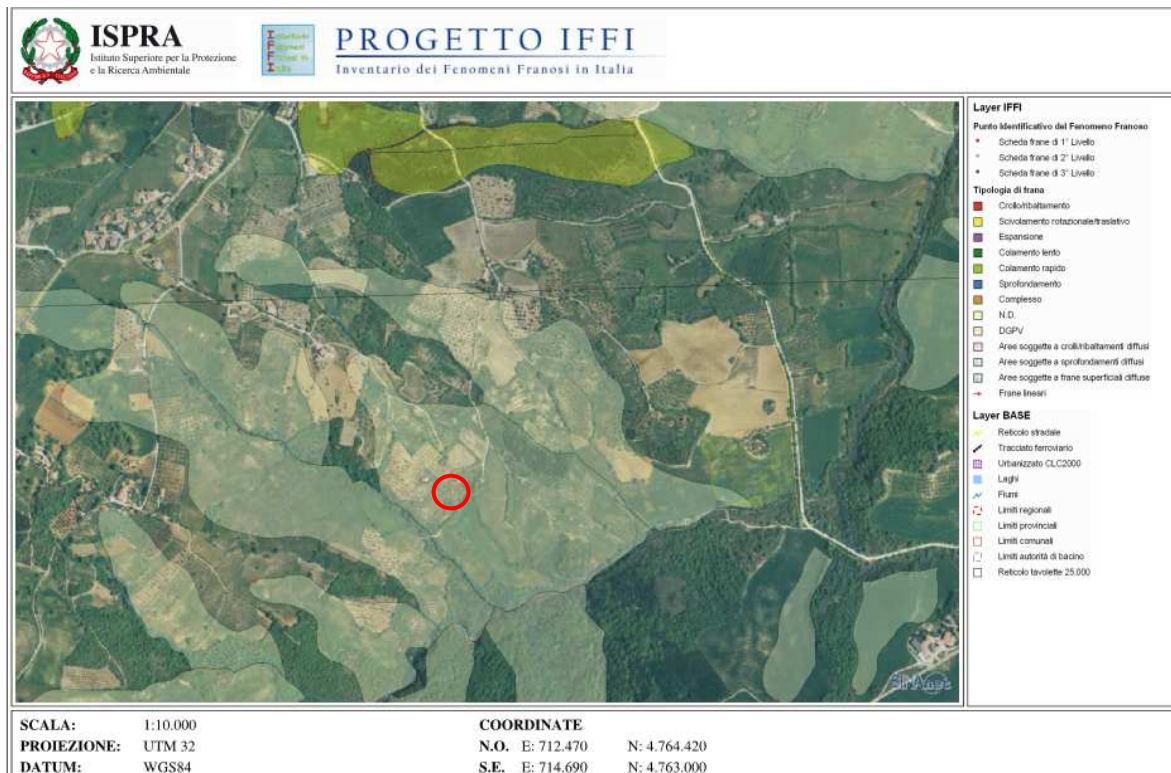 ISPRA
Istituto Superiore per la Protezione
e la Ricerca Ambientale
Inventario
Fenomeni
Franosi in
Italia
PROGETTO IFFI
Inventario dei Fenomeni Franosi in Italia
Layer IFFI
Punto Identificativo del Fenomeno Franoso
Scheda frane di 1° Livello
Scheda frane di 2° Livello
Scheda frane di 3° Livello
Tipologia di frana
Crollo/ribaltamento
Scivolamento rotazionale/traslativo
Espansione
Colamento lento
Colamento rapido
Sprofondamento
Complesso
N.D.
DGPV
Aree soggette a crolli/ribaltamenti diffusi
Aree soggette a sprofondamenti diffusi
Aree soggette a frane superficiali diffuse
Frane lineari
Layer BASE
Reticolo stradale
Tracciato ferroviario
Urbanizzato CLC2000
Laghi
Fiumi
Limiti regionali
Limiti provinciali
Limiti comunali
Limiti autorità di bacino
Reticolo tavolette 25.000
SINAnet
SCALA: 1:10.000
PROIEZIONE: UTM 32
DATUM: WGS84
COORDINATE
N.O. E: 712.470 N: 4.764.420
S.E. E: 714.690 N: 4.763.000